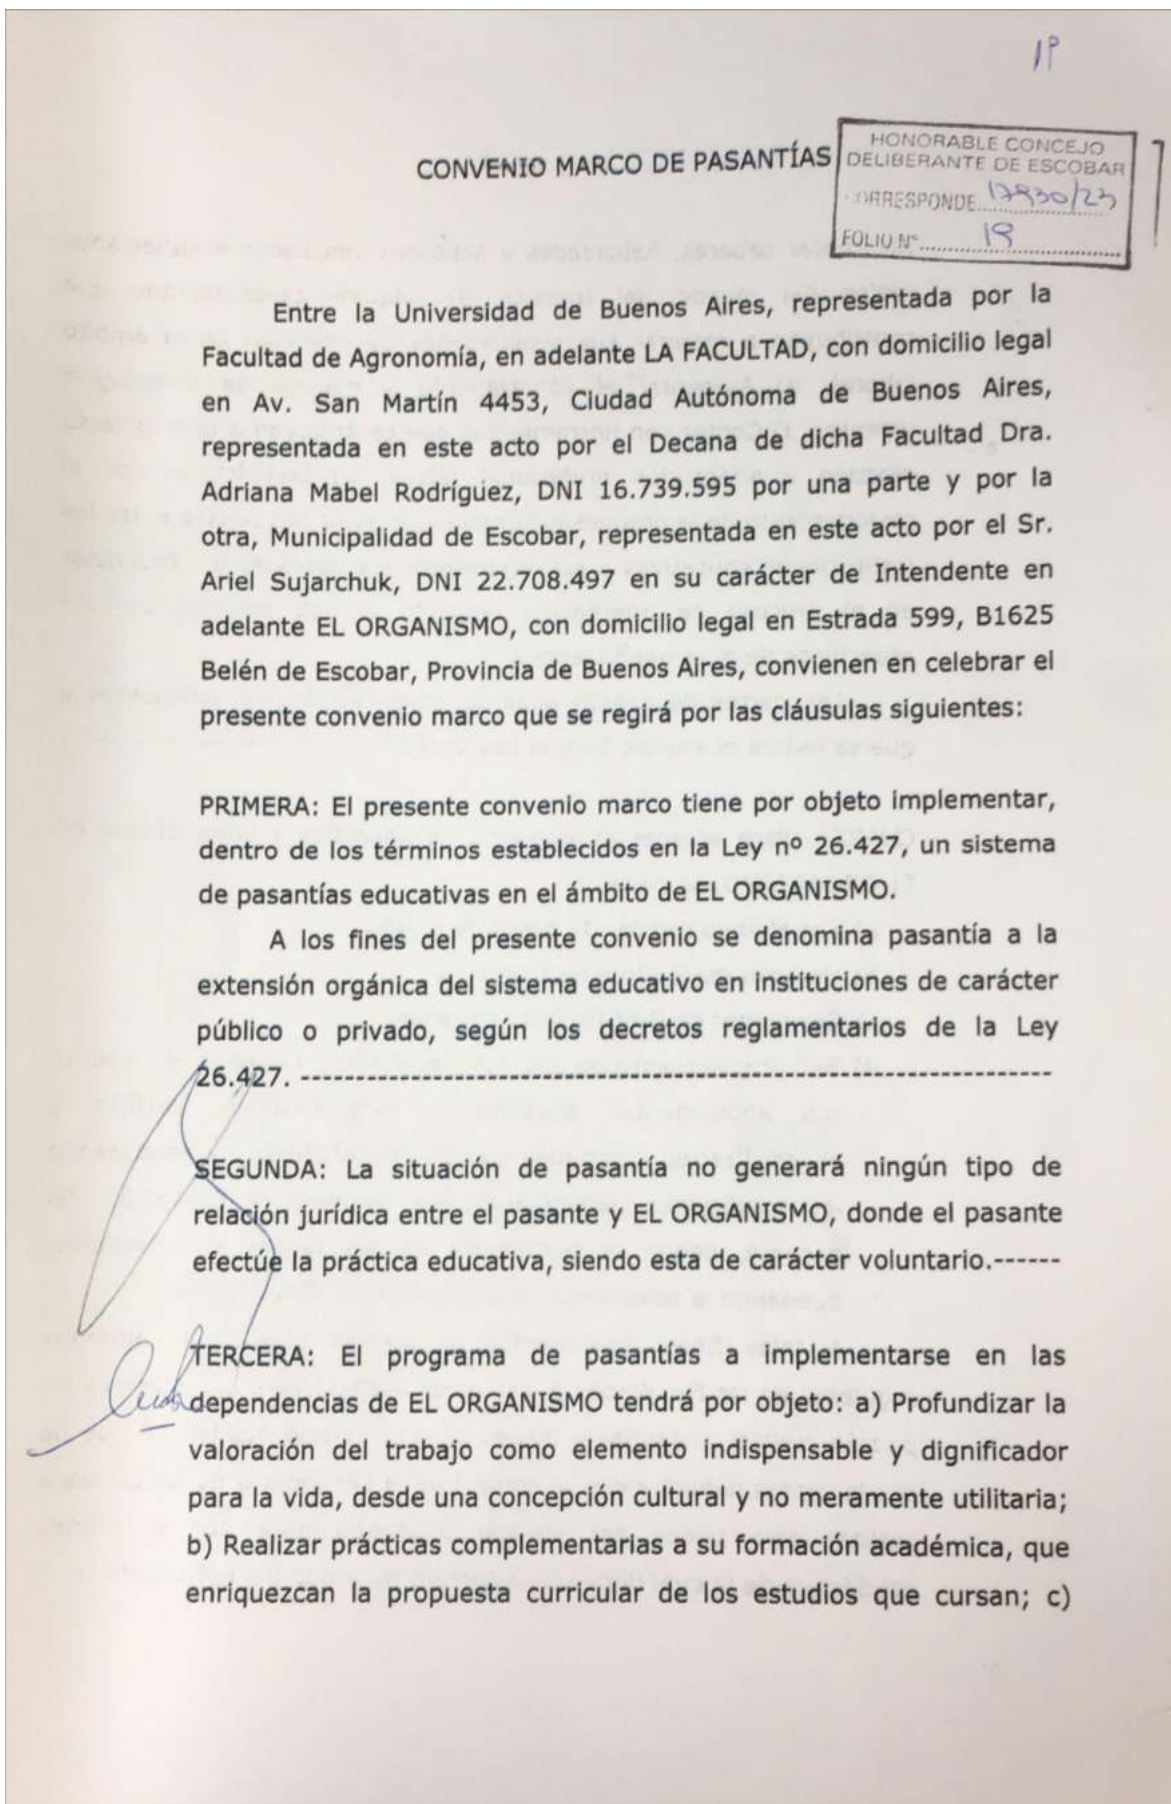 19
CONVENIO MARCO DE PASANTÍAS
HONORABLE CONCEJO
DELIBERANTE DE ESCOBAR
CORRESPONDE 17930/23
FOLIO Nº 19
Entre la Universidad de Buenos Aires, representada por la
Facultad de Agronomía, en adelante LA FACULTAD, con domicilio legal
en Av. San Martín 4453, Ciudad Autónoma de Buenos Aires,
representada en este acto por el Decana de dicha Facultad Dra.
Adriana Mabel Rodríguez, DNI 16.739.595 por una parte y por la
otra, Municipalidad de Escobar, representada en este acto por el Sr.
Ariel Sujarchuk, DNI 22.708.497 en su carácter de Intendente en
adelante EL ORGANISMO, con domicilio legal en Estrada 599, B1625
Belén de Escobar, Provincia de Buenos Aires, convienen en celebrar el
presente convenio marco que se regirá por las cláusulas siguientes:
PRIMERA: El presente convenio marco tiene por objeto implementar,
dentro de los términos establecidos en la Ley nº 26.427, un sistema
de pasantías educativas en el ámbito de EL ORGANISMO.
A los fines del presente convenio se denomina pasantía a la
extensión orgánica del sistema educativo en instituciones de carácter
público o privado, según los decretos reglamentarios de la Ley
26.427. --------------------------------------------------------------------
SEGUNDA: La situación de pasantía no generará ningún tipo de
relación jurídica entre el pasante y EL ORGANISMO, donde el pasante
efectúe la práctica educativa, siendo esta de carácter voluntario.------
TERCERA: El programa de pasantías a implementarse en las
dependencias de EL ORGANISMO tendrá por objeto: a) Profundizar la
valoración del trabajo como elemento indispensable y dignificador
para la vida, desde una concepción cultural y no meramente utilitaria;
b) Realizar prácticas complementarias a su formación académica, que
enriquezcan la propuesta curricular de los estudios que cursan; c)